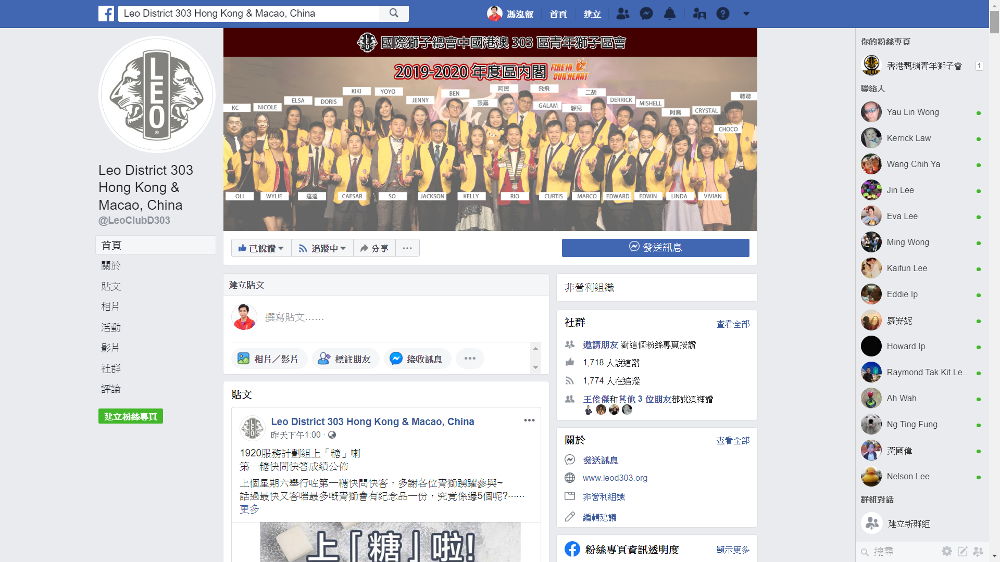 Leo District 303 Hong Kong & Macao, China
馮泓叡
首頁
建立
LEO
®
Leo District 303
Hong Kong &
Macao, China
@LeoClubD303
首頁
關於
貼文
相片
活動
影片
社群
評論
建立粉絲專頁
LEO
國際獅子總會中國港澳 303 區青年獅子區會
2019-2020 年度區內閣
FIRE IN
OUR HEART
KC
NICOLE
ELSA
DORIS
KIKI
YOYO
JENNY
BEN
張嘉
阿民
飛飛
GALAM
靜兒
二胡
DERRICK
MISHELL
阿喬
CRYSTAL
CHOCO
聰聰
OLI
WYLIE
達達
CAESAR
SO
JACKSON
KELLY
RIO
CURTIS
MARCO
EDWARD
EDWIN
LINDA
VIVIAN
已說讚
追蹤中
分享
發送訊息
建立貼文
撰寫貼文……
相片／影片
標註朋友
接收訊息
貼文
LEO
Leo District 303 Hong Kong & Macao, China
昨天下午1:00 ·
1920服務計劃組上「糖」喇
第一糖快問快答成績公佈
上個星期六舉行咗第一糖快問快答，多謝各位青獅踴躍參與~
話過最快又答啱最多嘅青獅會有紀念品一份，究竟係邊5個呢?⋯⋯
更多
上「糖」啦!
非營利組織
社群
查看全部
邀請朋友 對這個粉絲專頁按讚
1,718 人說這讚
1,774 人在追蹤
王俊傑和其他 3 位朋友都說這裡讚
關於
查看全部
發送訊息
www.leod303.org
非營利組織
編輯建議
粉絲專頁資訊透明度
顯示更多
你的粉絲專頁
香港觀塘青年獅子會
1
聯絡人
Yau Lin Wong
Kerrick Law
Wang Chih Ya
Jin Lee
Eva Lee
Ming Wong
Kaifun Lee
Eddie Ip
羅安妮
Howard Ip
Raymond Tak Kit Le...
Ah Wah
Ng Ting Fung
黃國偉
Nelson Lee
群組對話
建立新群組
搜尋